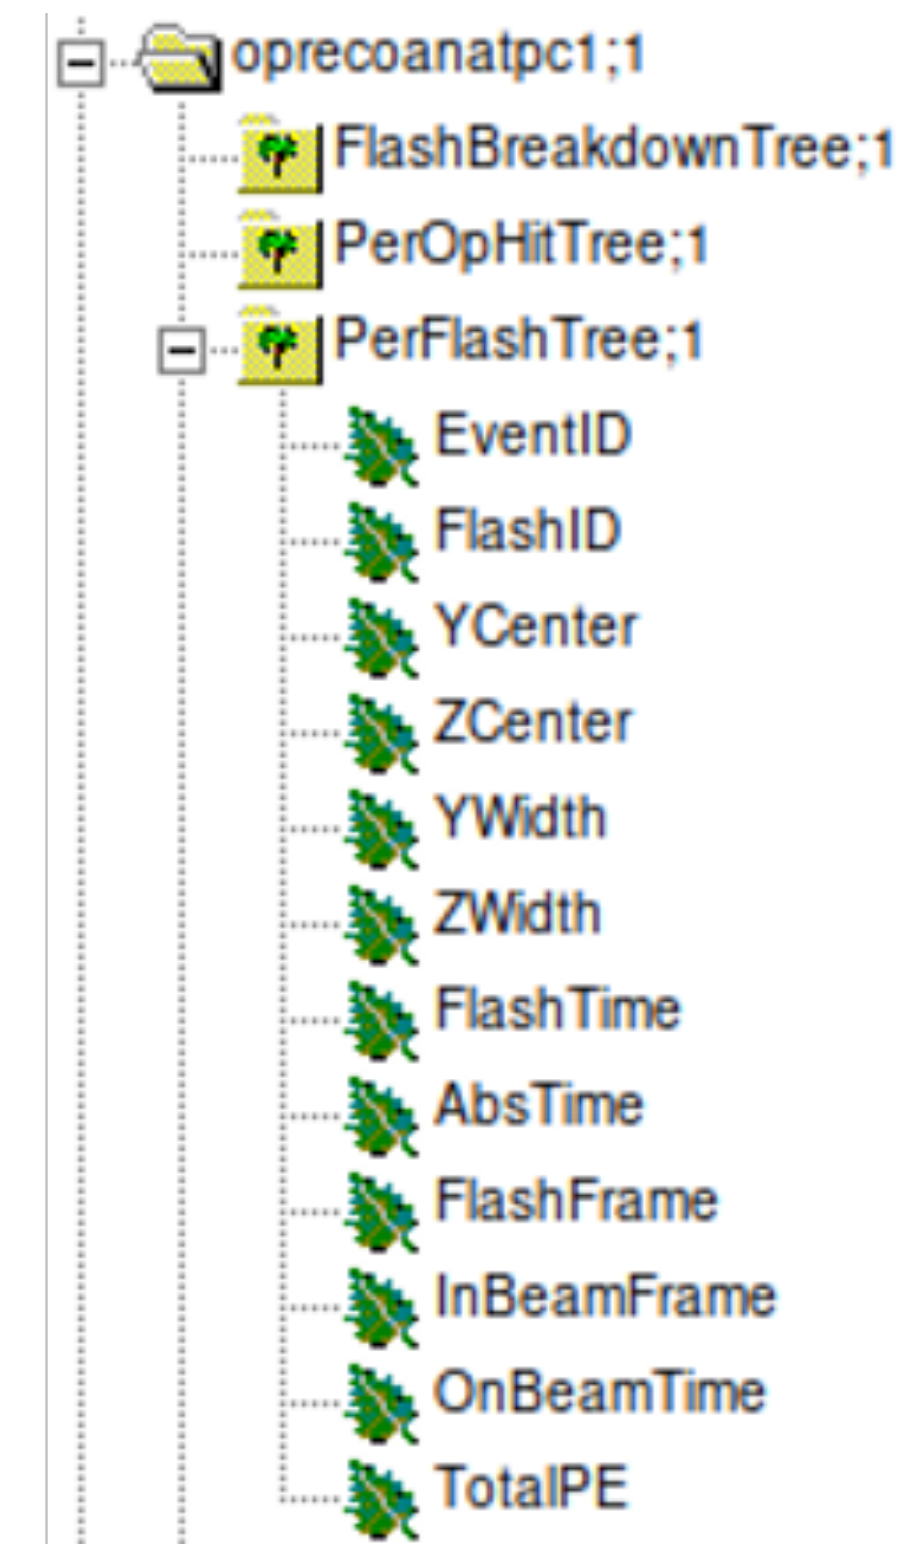 oprecoanatpc1;1
FlashBreakdownTree;1
PerOpHitTree;1
PerFlashTree;1
EventID
FlashID
YCenter
ZCenter
YWidth
ZWidth
FlashTime
AbsTime
FlashFrame
InBeamFrame
OnBeamTime
TotalPE